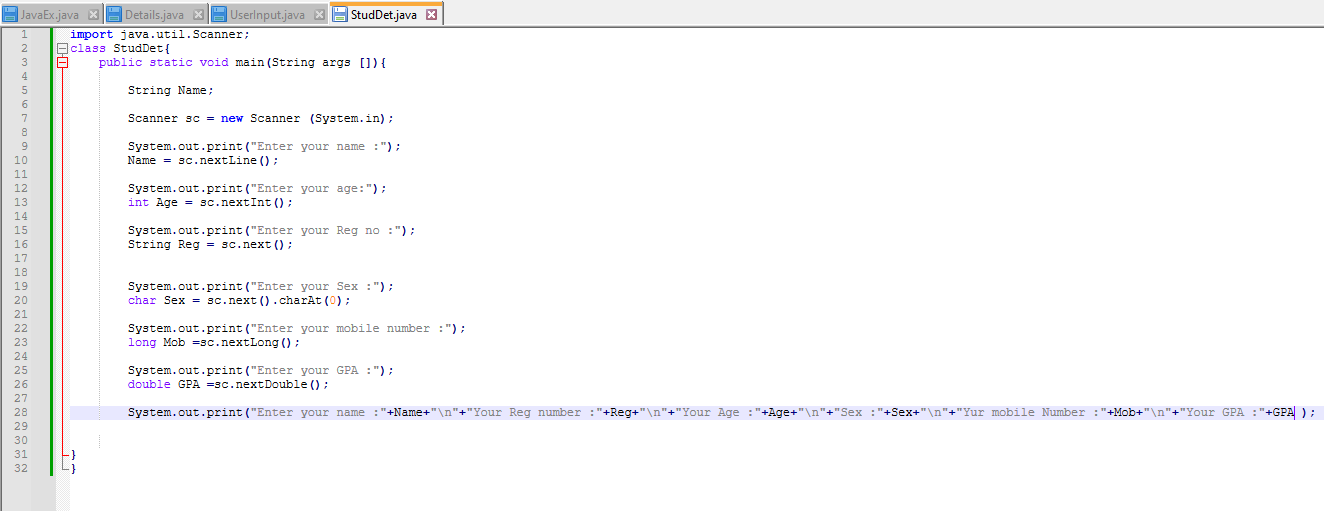 JavaEx.java Details.java UserInput.java StudDet.java
1 import java.util.Scanner;
2 class StudDet{
3 public static void main(String args []){
4
5 String Name;
6
7 Scanner sc = new Scanner (System.in);
8
9 System.out.print("Enter your name :");
10 Name = sc.nextLine();
11
12 System.out.print("Enter your age:");
13 int Age = sc.nextInt();
14
15 System.out.print("Enter your Reg no :");
16 String Reg = sc.next();
17
18
19 System.out.print("Enter your Sex :");
20 char Sex = sc.next().charAt(0);
21
22 System.out.print("Enter your mobile number :");
23 long Mob =sc.nextLong();
24
25 System.out.print("Enter your GPA :");
26 double GPA =sc.nextDouble();
27
28 System.out.print("Enter your name :"+Name+"\n"+"Your Reg number :"+Reg+"\n"+"Your Age :"+Age+"\n"+"Sex :"+Sex+"\n"+"Yur mobile Number :"+Mob+"\n"+"Your GPA :"+GPA );
29
30
31 }
32 }